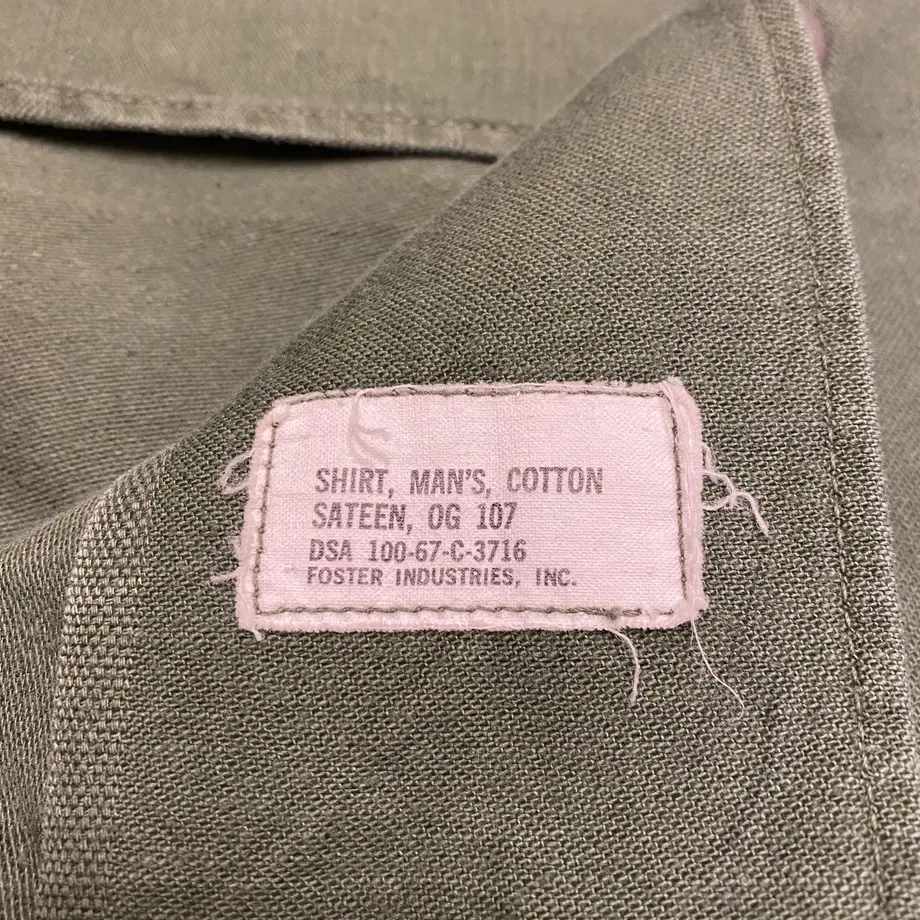 SHIRT, MAN'S, COTTON
SATEEN, OG 107
DSA 100-67-C-3716
FOSTER INDUSTRIES, INC.